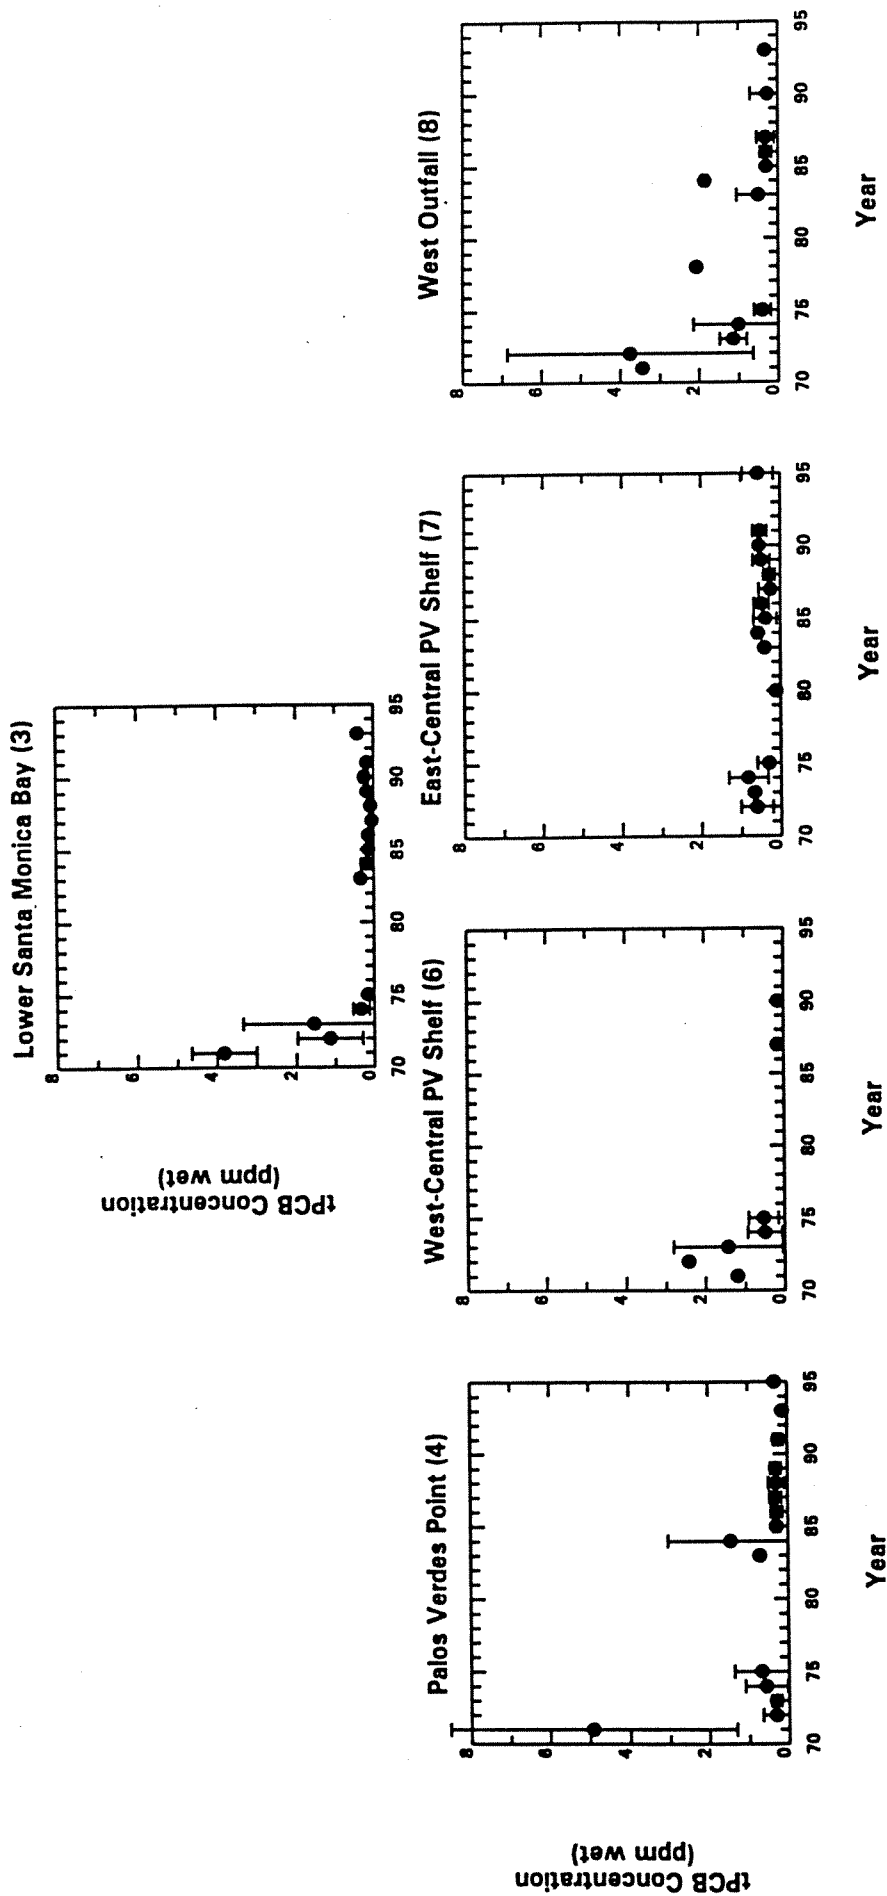 Lower Santa Monica Bay (3)
tPCB Concentration
(ppm wet)
8
6
4
2
0
70 75 80 85 90 95
Palos Verdes Point (4)
tPCB Concentration
(ppm wet)
8
6
4
2
0
70 75 80 85 90 95
Year
West-Central PV Shelf (6)
8
6
4
2
0
70 75 80 85 90 95
Year
East-Central PV Shelf (7)
8
6
4
2
0
70 75 80 85 90 95
Year
West Outfall (8)
8
6
4
2
0
70 75 80 85 90 95
Year